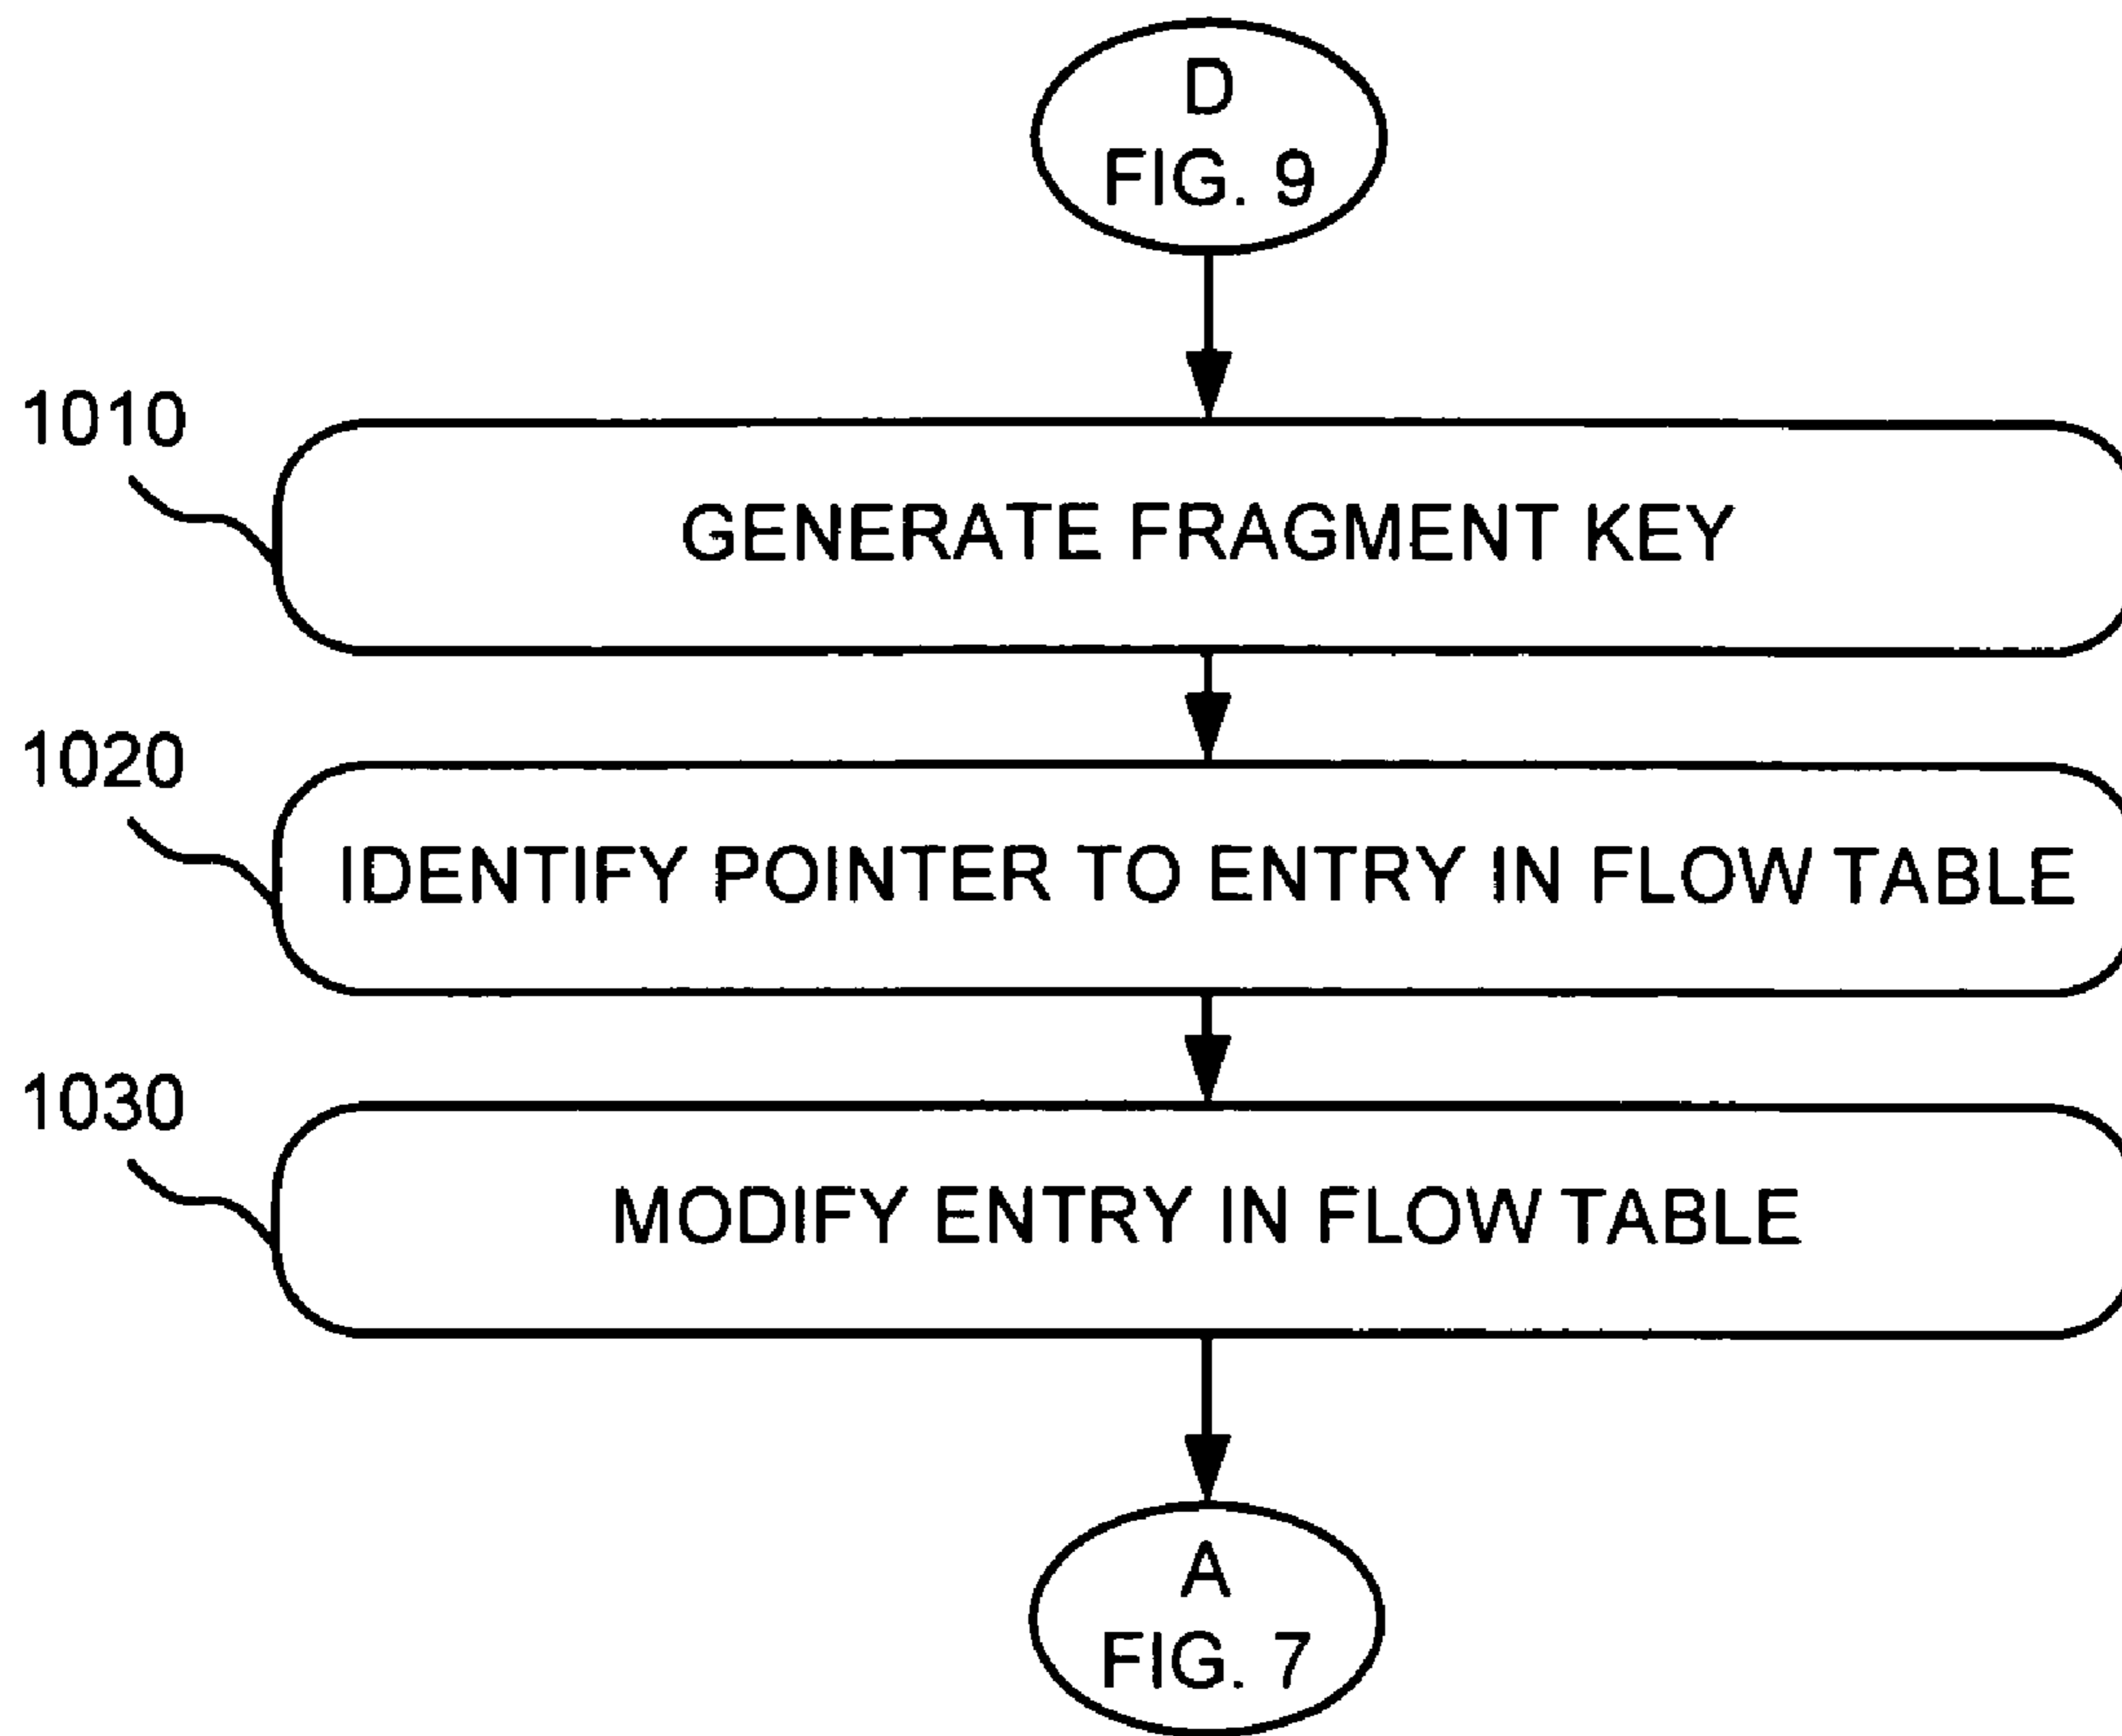 D
FIG. 9
1010
GENERATE FRAGMENT KEY
1020
IDENTIFY POINTER TO ENTRY IN FLOW TABLE
1030
MODIFY ENTRY IN FLOW TABLE
A
FIG. 7